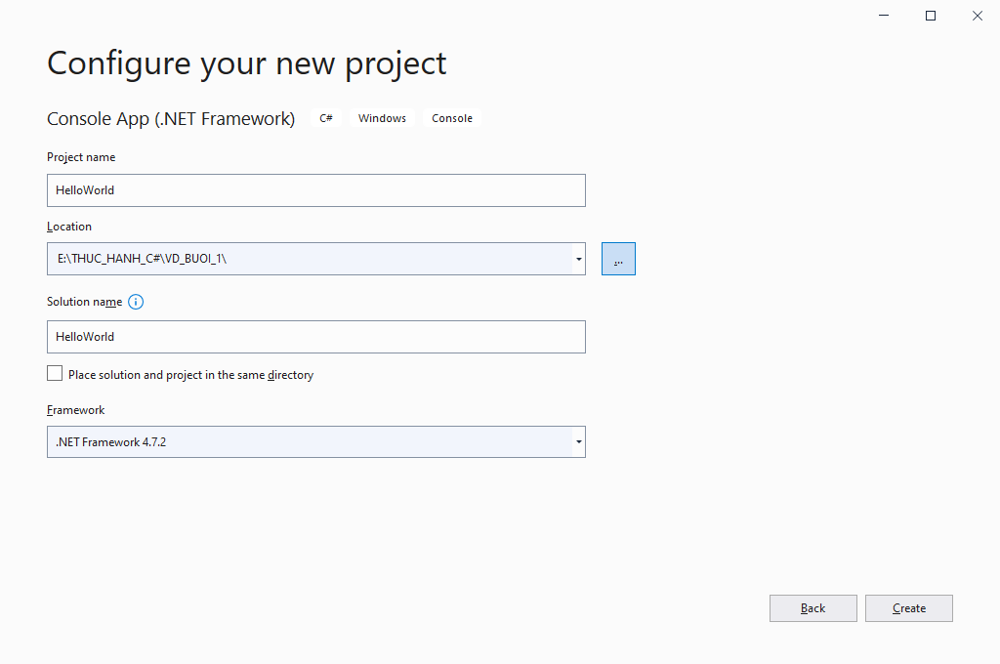 Configure your new project
Console App (.NET Framework) C# Windows Console
Project name
HelloWorld
Location
E:\THUC_HANH_C#\VD_BUOI_1\
...
Solution name
HelloWorld
Place solution and project in the same directory
Framework
.NET Framework 4.7.2
Back Create